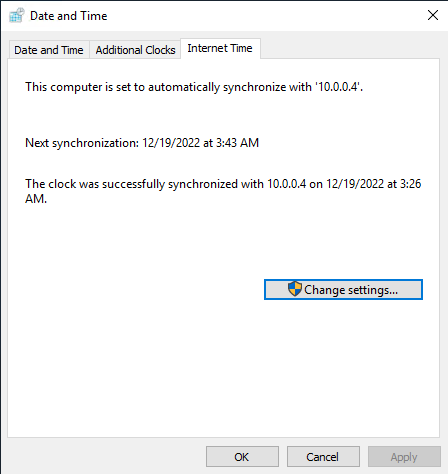 Date and Time
Date and Time
Additional Clocks
Internet Time
This computer is set to automatically synchronize with '10.0.0.4'.
Next synchronization: 12/19/2022 at 3:43 AM
The clock was successfully synchronized with 10.0.0.4 on 12/19/2022 at 3:26
AM.
Change settings...
OK
Cancel
Apply